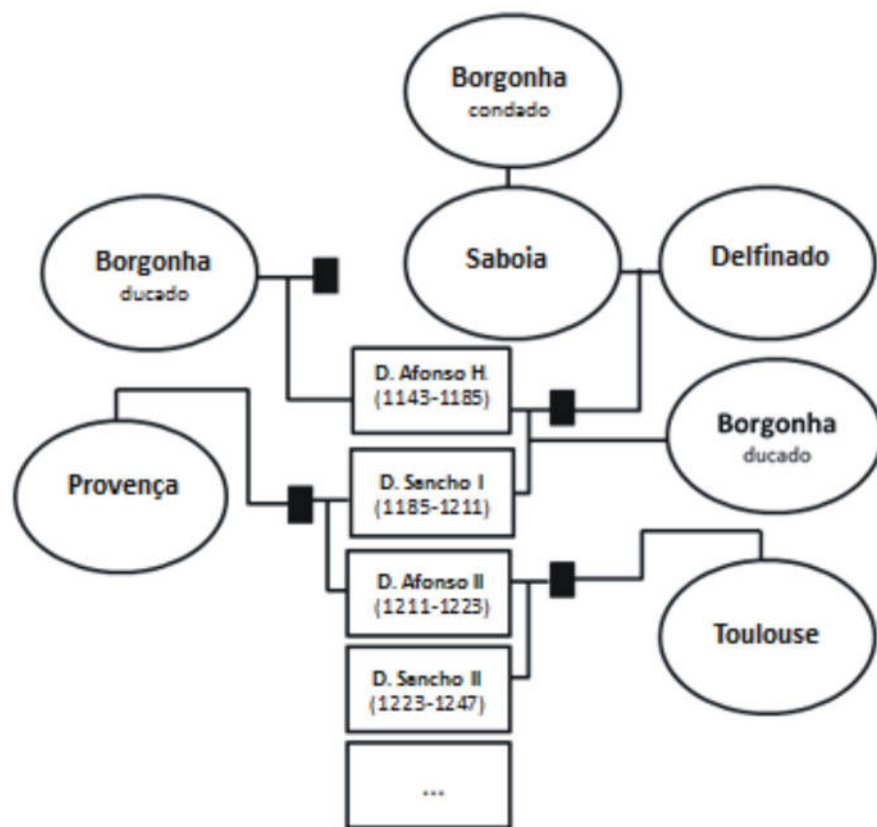 Borgonha
condado
Borgonha
ducado
Saboia
Delfinado
D. Afonso H.
(1143-1185)
Borgonha
ducado
Provença
D. Sancho I
(1185-1211)
D. Afonso II
(1211-1223)
Toulouse
D. Sancho II
(1223-1247)
...